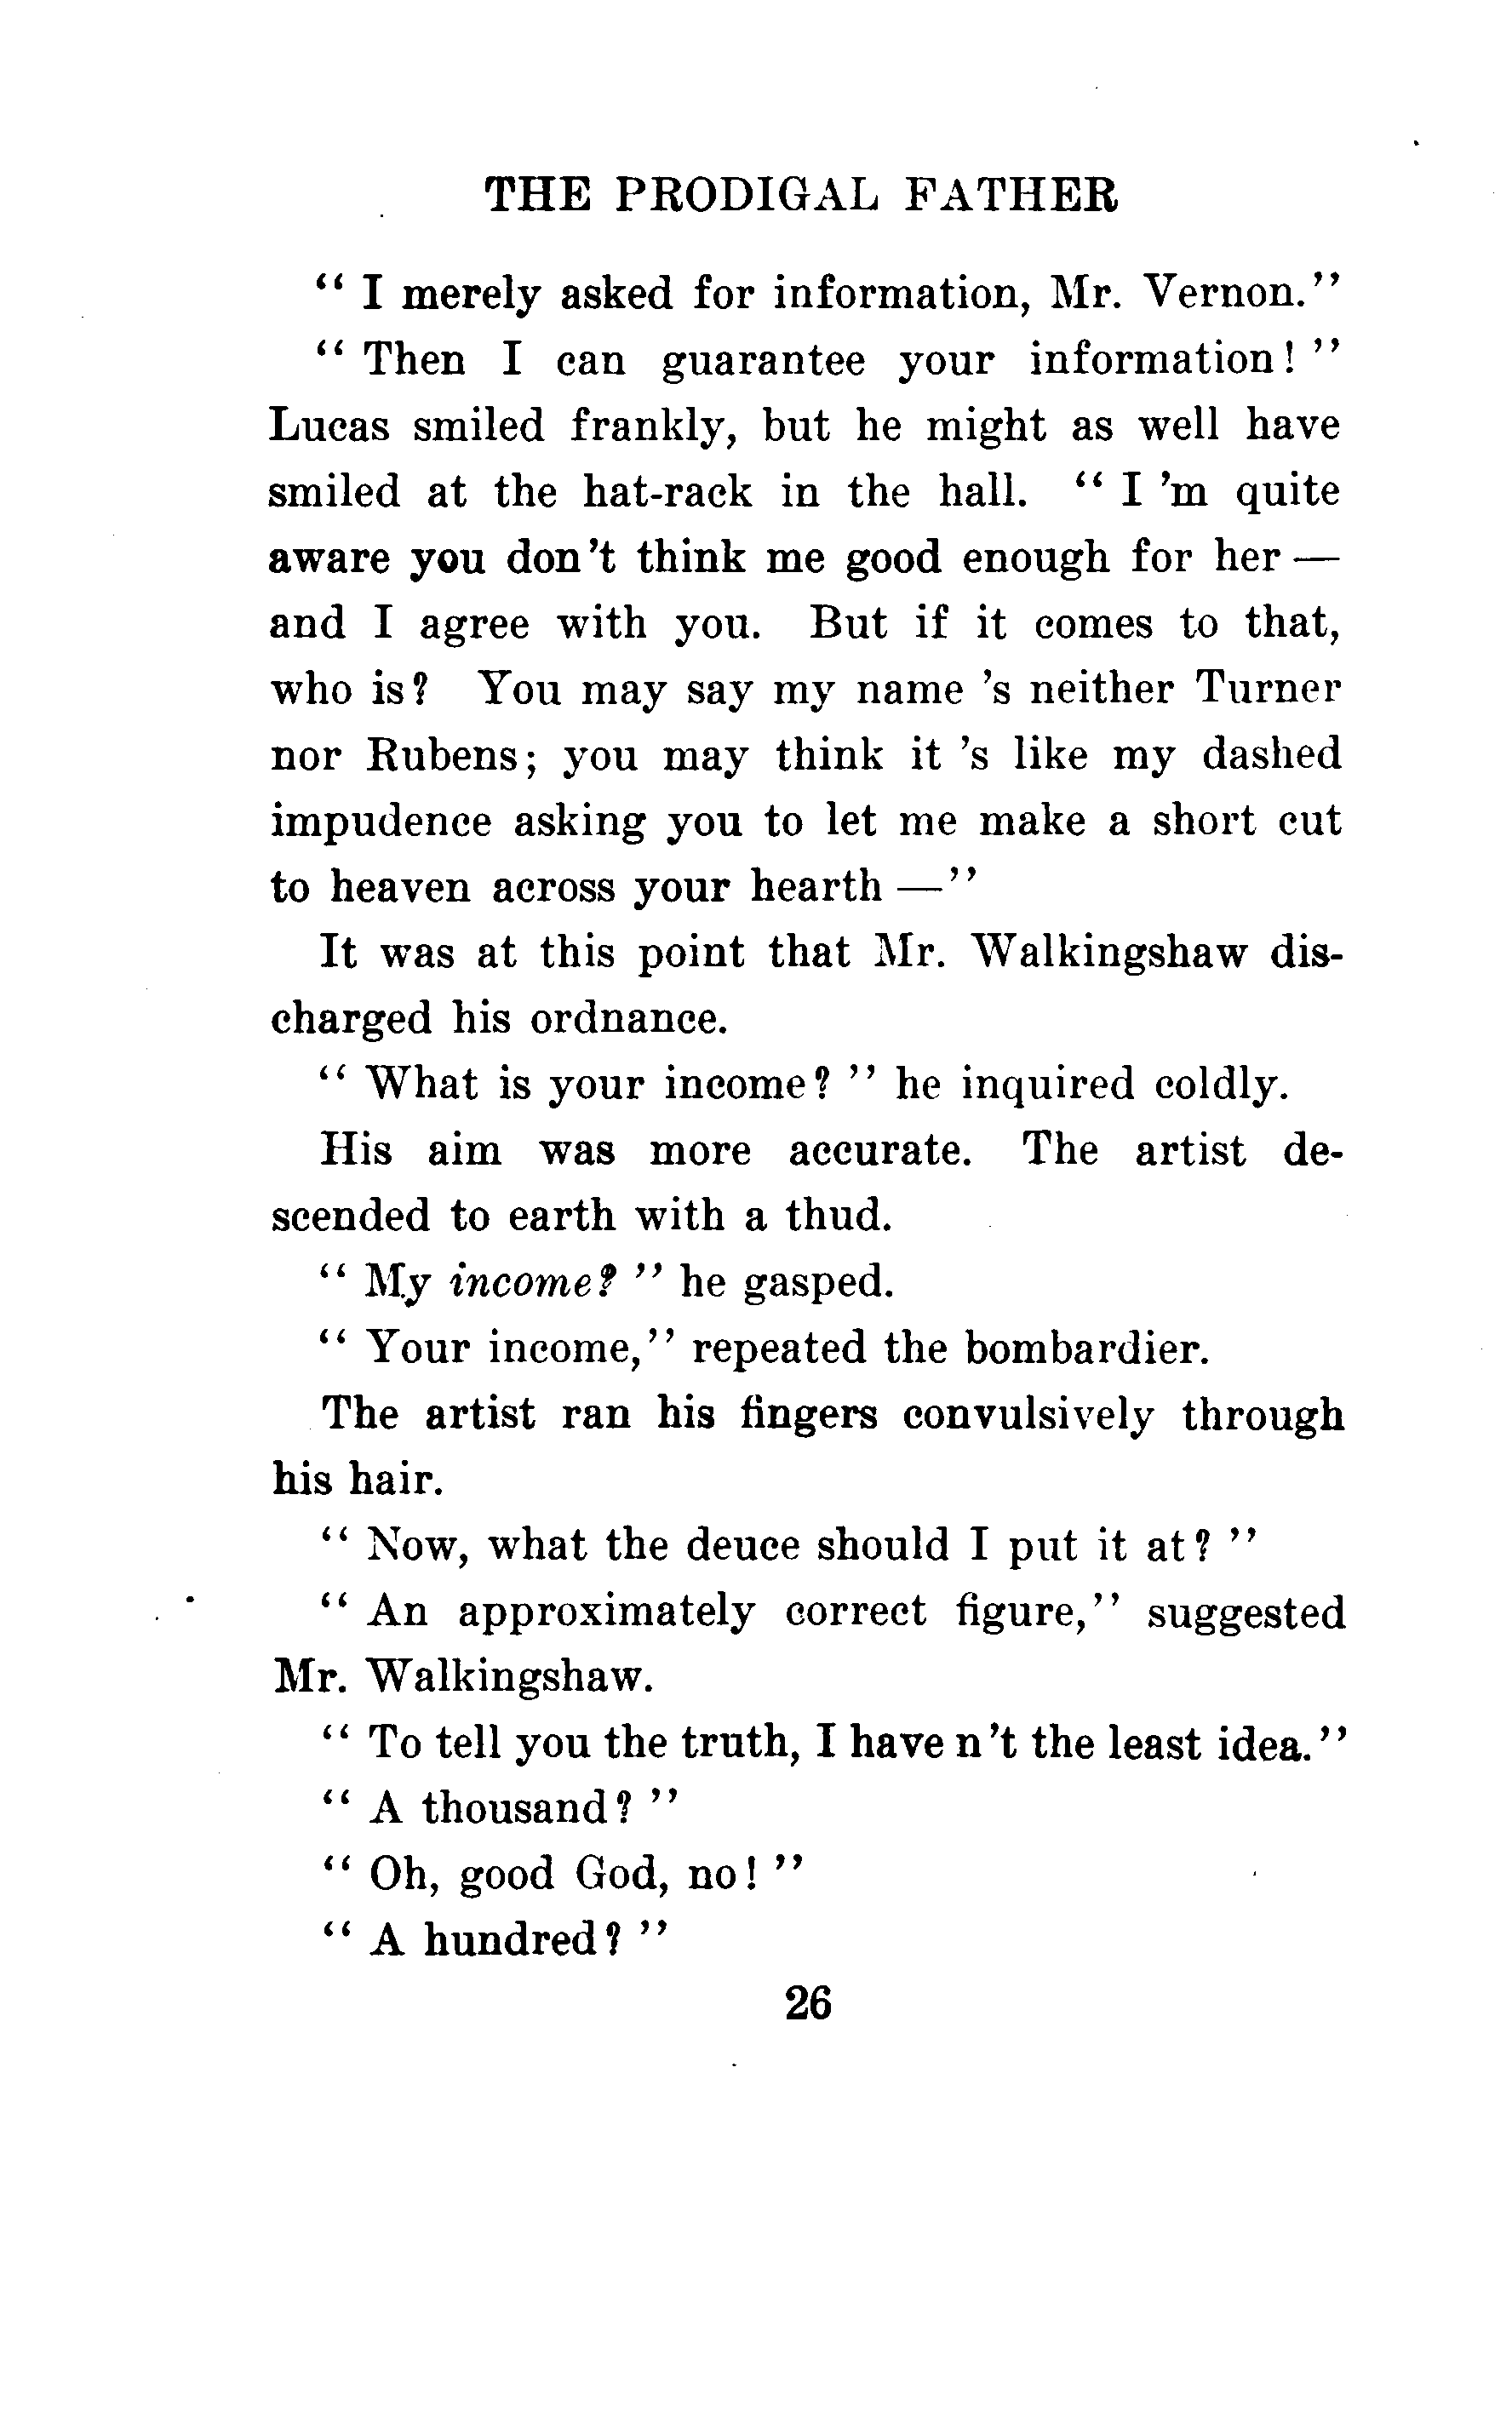 THE PRODIGAL FATHER
“ I merely asked for information, Mr. Vernon.”
“ Then I can guarantee your information! ”
Lucas smiled frankly, but he might as well have
smiled at the hat-rack in the hall. “ I 'm quite
aware you don't think me good enough for her —
and I agree with you. But if it comes to that,
who is? You may say my name 's neither Turner
nor Rubens; you may think it 's like my dashed
impudence asking you to let me make a short cut
to heaven across your hearth —”
It was at this point that Mr. Walkingshaw dis-
charged his ordnance.
“ What is your income? ” he inquired coldly.
His aim was more accurate. The artist de-
scended to earth with a thud.
“ My income? ” he gasped.
“ Your income,” repeated the bombardier.
The artist ran his fingers convulsively through
his hair.
“ Now, what the deuce should I put it at? ”
“ An approximately correct figure,” suggested
Mr. Walkingshaw.
“ To tell you the truth, I have n't the least idea.”
“ A thousand? ”
“ Oh, good God, no! ”
“ A hundred? ”
26